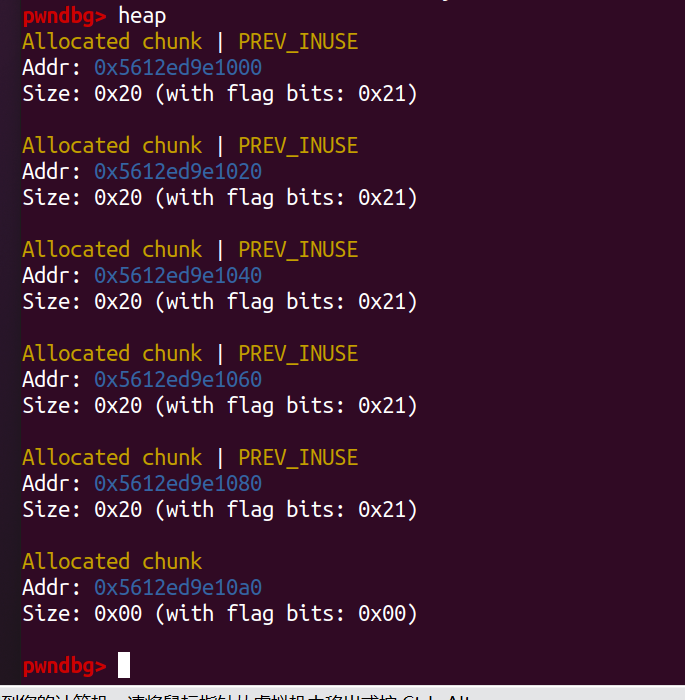 pwndbg> heap
Allocated chunk | PREV_INUSE
Addr: 0x5612ed9e1000
Size: 0x20 (with flag bits: 0x21)
Allocated chunk | PREV_INUSE
Addr: 0x5612ed9e1020
Size: 0x20 (with flag bits: 0x21)
Allocated chunk | PREV_INUSE
Addr: 0x5612ed9e1040
Size: 0x20 (with flag bits: 0x21)
Allocated chunk | PREV_INUSE
Addr: 0x5612ed9e1060
Size: 0x20 (with flag bits: 0x21)
Allocated chunk | PREV_INUSE
Addr: 0x5612ed9e1080
Size: 0x20 (with flag bits: 0x21)
Allocated chunk
Addr: 0x5612ed9e10a0
Size: 0x00 (with flag bits: 0x00)
pwndbg>